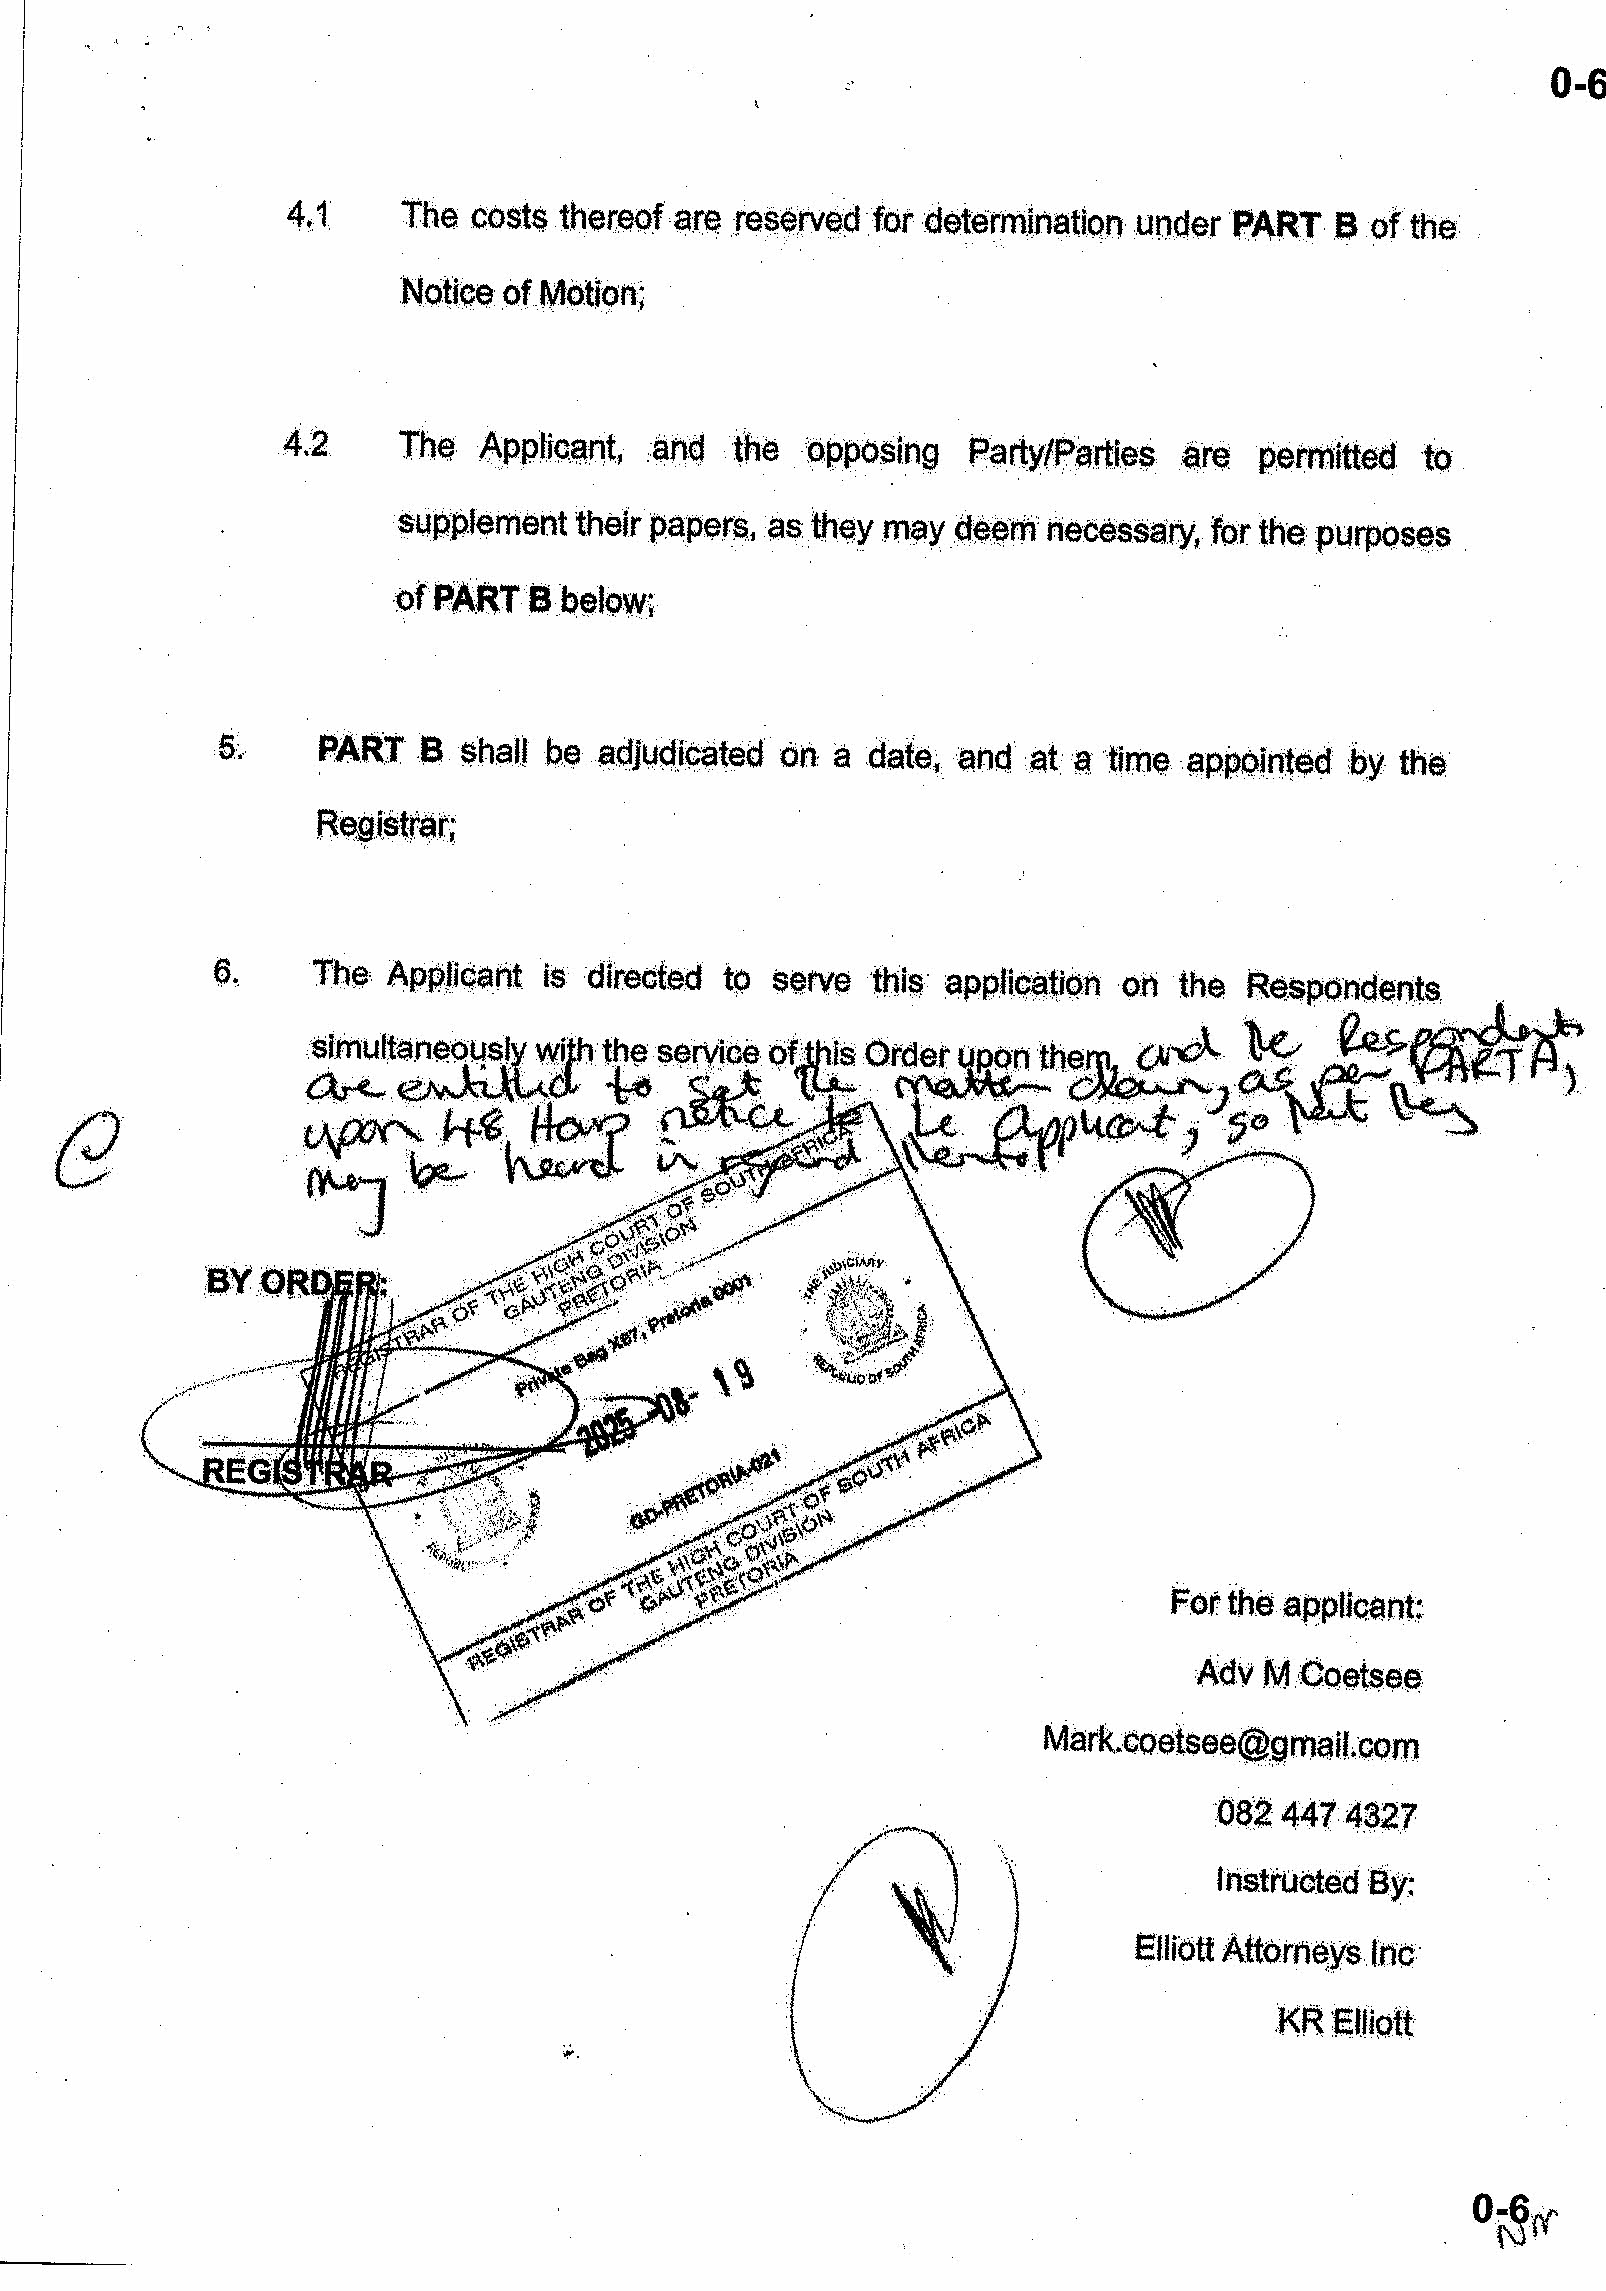 0-6
4.1 The costs thereof are reserved for determination under PART B of the
Notice of Motion;
4.2 The Applicant, and the opposing Party/Parties are permitted to
supplement their papers, as they may deem necessary, for the purposes
of PART B below;
5. PART B shall be adjudicated on a date, and at a time appointed by the
Registrar;
6. The Applicant is directed to serve this application on the Respondents
simultaneously with the service of this Order upon them, and the Respondents
are entitled to set the matter down, as per PART A,
upon 48 Hours notice to the Applicant, so that they
may be heard in regard thereto
BY ORDER:
REGISTRAR OF THE HIGH COURT OF SOUTH AFRICA
GAUTENG DIVISION
PRETORIA
Private Bag X67, Pretoria 0001
THE JUDICIARY
REPUBLIC OF SOUTH AFRICA
2025-08-19
REGISTRAR
GD-PRETORIA-021
REGISTRAR OF THE HIGH COURT OF SOUTH AFRICA
GAUTENG DIVISION
PRETORIA
For the applicant:
Adv M Coetsee
Mark.coetsee@gmail.com
082 447 4327
Instructed By:
Elliott Attorneys Inc
KR Elliott
0-6